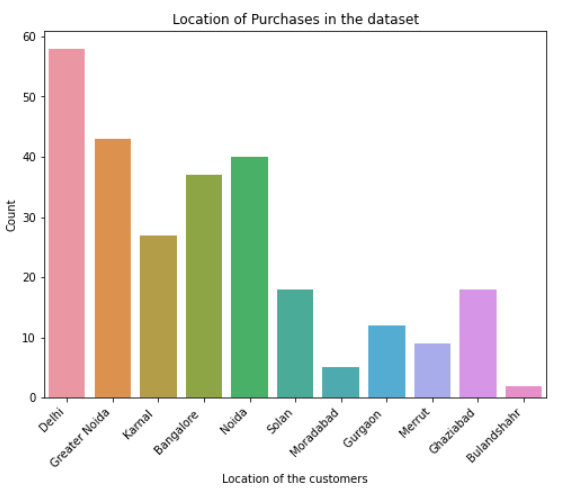 Location of Purchases in the dataset
60
50
40
30
20
10
0
Count
Delhi
Greater Noida
Karnal
Bangalore
Noida
Solan
Moradabad
Gurgaon
Merrut
Ghaziabad
Bulandshahr
Location of the customers